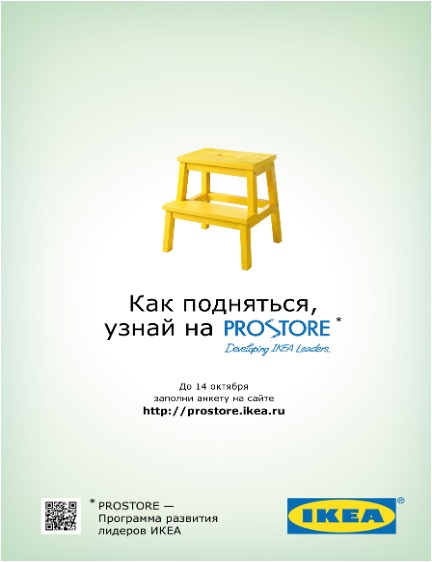 Как подняться,
узнай на PROSTORE *
Developing IKEA Leaders.
До 14 октября
заполни анкету на сайте
http://prostore.ikea.ru
* PROSTORE —
Программа развития
лидеров ИКЕА
IKEA®